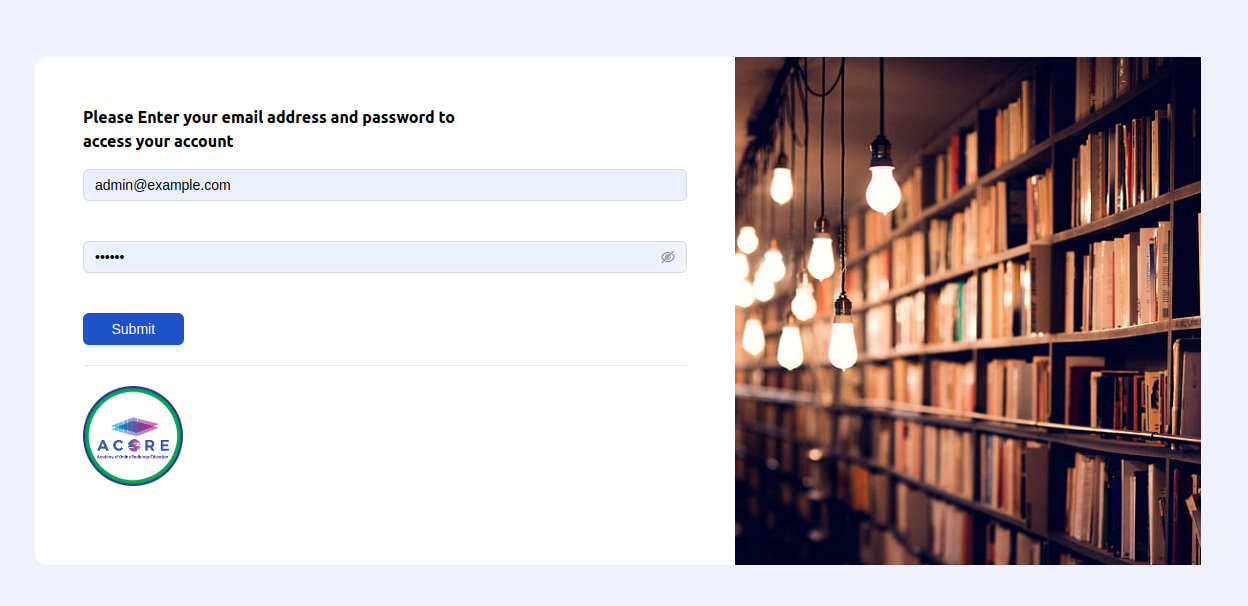 Please Enter your email address and password to
access your account
admin@example.com
••••••
Submit
ACORE
Academy of Online Radiology Education